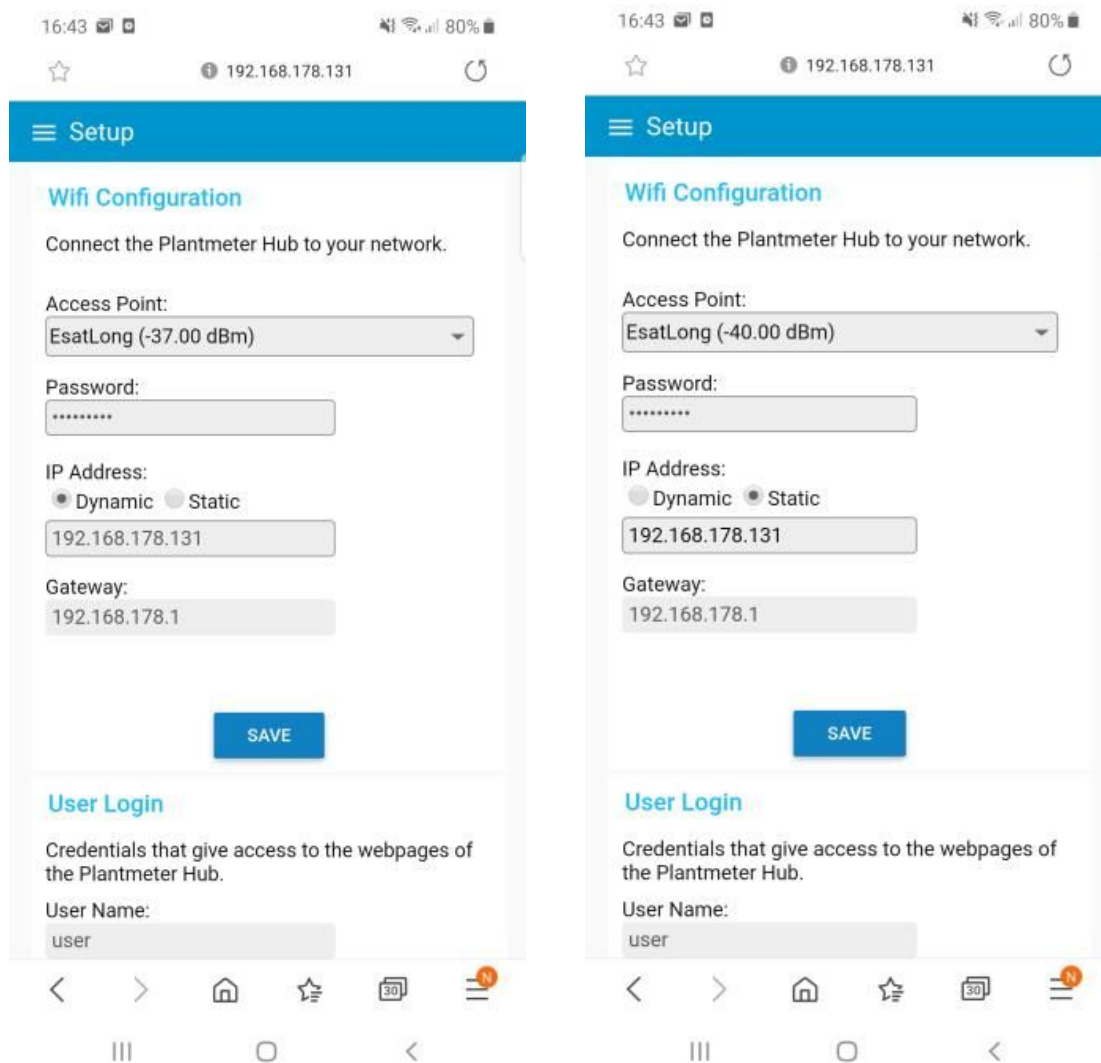 16:43 80%
192.168.178.131
Setup
Wifi Configuration
Connect the Plantmeter Hub to your network.
Access Point:
EsatLong (-37.00 dBm)
Password:
•••••••••
IP Address:
Dynamic Static
192.168.178.131
Gateway:
192.168.178.1
SAVE
User Login
Credentials that give access to the webpages of
the Plantmeter Hub.
User Name:
user
30 N
16:43 80%
192.168.178.131
Setup
Wifi Configuration
Connect the Plantmeter Hub to your network.
Access Point:
EsatLong (-40.00 dBm)
Password:
•••••••••
IP Address:
Dynamic Static
192.168.178.131
Gateway:
192.168.178.1
SAVE
User Login
Credentials that give access to the webpages of
the Plantmeter Hub.
User Name:
user
30 N